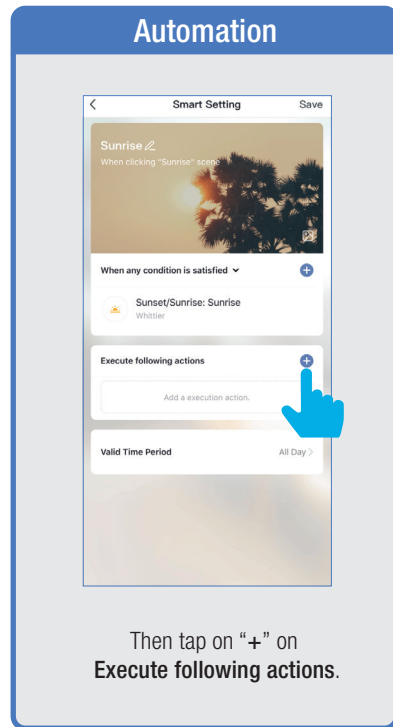 Automation
Smart Setting Save
Sunrise
When clicking "Sunrise" scene
When any condition is satisfied
Sunset/Sunrise: Sunrise
Whittier
Execute following actions
Add a execution action.
Valid Time Period All Day
Then tap on “+” on
Execute following actions.